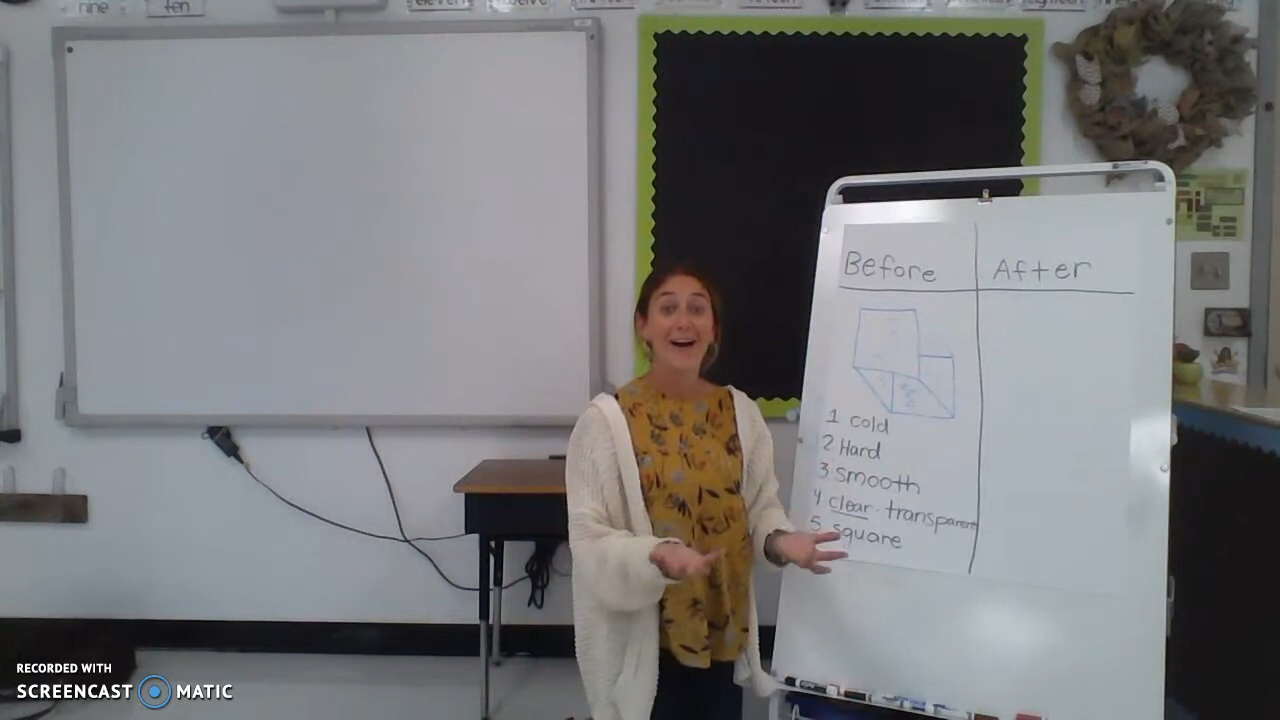 nine
ten
eleven
Before
After
1 cold
2 Hard
3 smooth
4 clear - transparent
5 square
RECORDED WITH
SCREENCAST MATIC